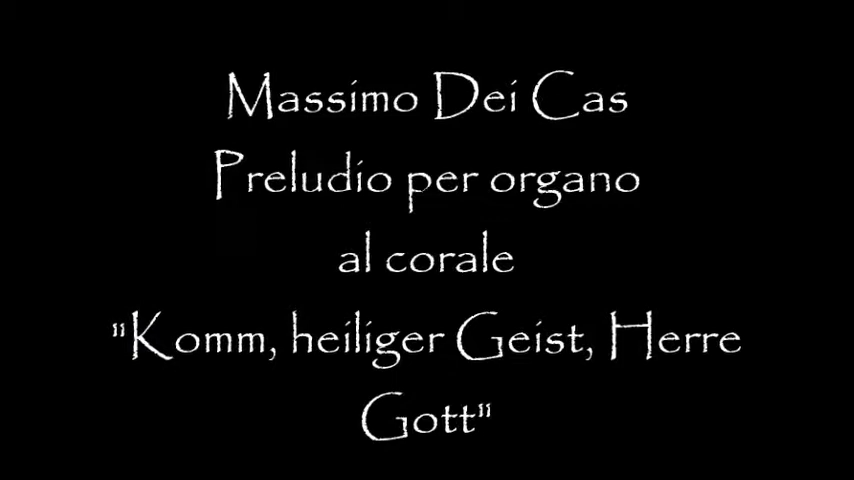 Massimo Dei Cas
Preludio per organo
al corale
"Komm, heiliger Geist, Herre
Gott"